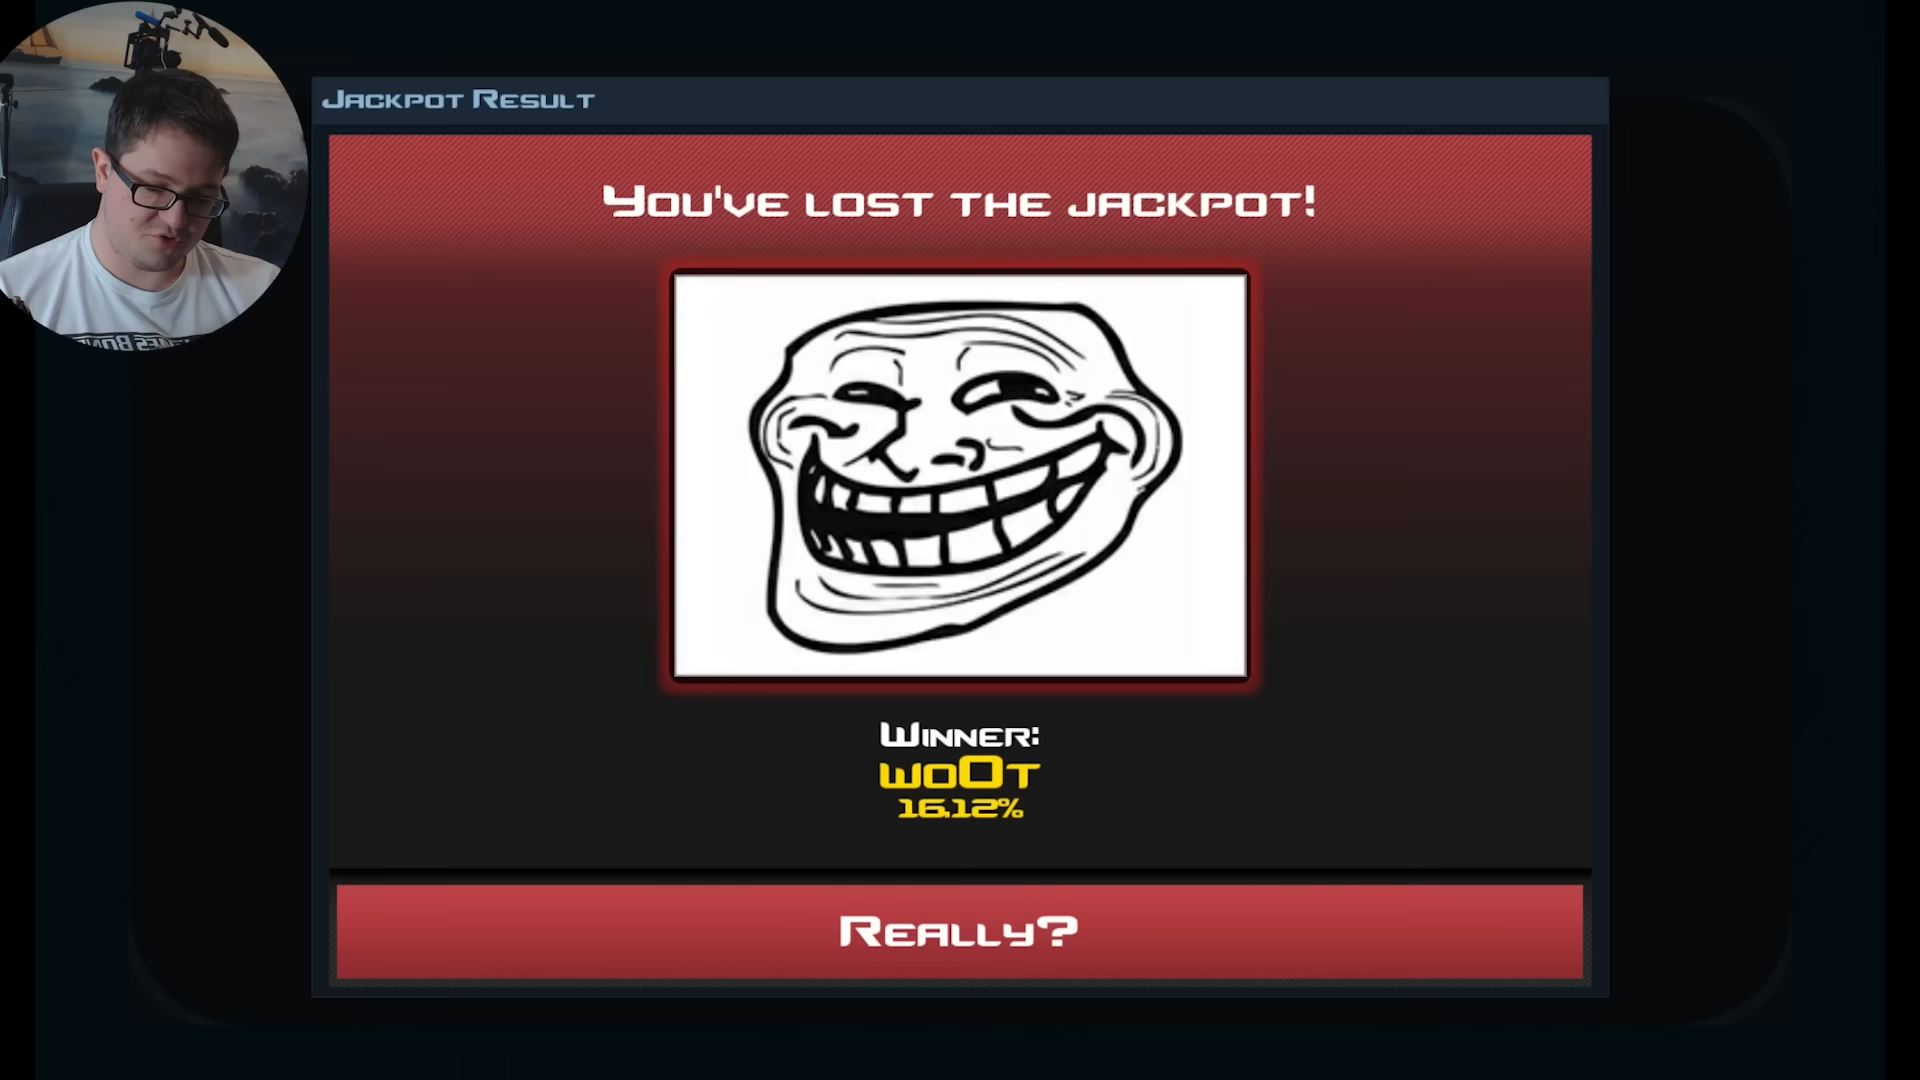 Jackpot Result
You've lost the jackpot!
Winner:
woOt
16.12%
Really?